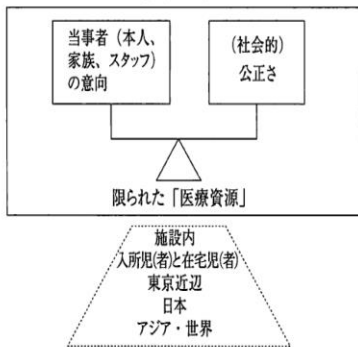 当事者（本人、
家族、スタッフ）
の意向
（社会的）
公正さ
限られた「医療資源」
施設内
入所児(者)と在宅児(者)
東京近辺
日本
アジア・世界